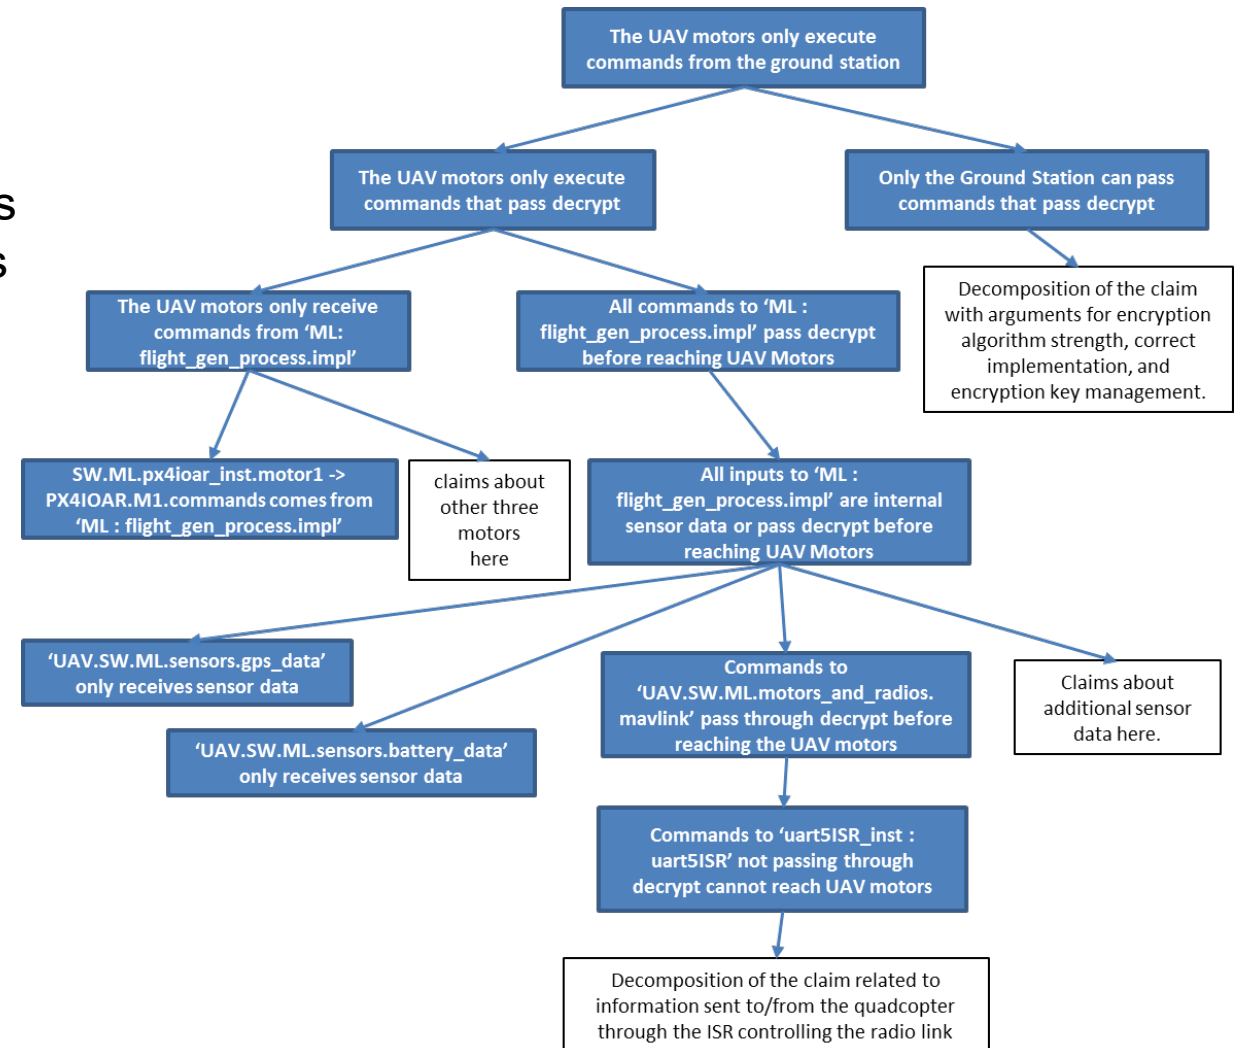 The UAV motors only execute
commands from the ground station
The UAV motors only execute
commands that pass decrypt
Only the Ground Station can pass
commands that pass decrypt
s
s
The UAV motors only receive
commands from ‘ML:
flight_gen_process.impl’
All commands to ‘ML :
flight_gen_process.impl’ pass decrypt
before reaching UAV Motors
Decomposition of the claim
with arguments for encryption
algorithm strength, correct
implementation, and
encryption key management.
SW.ML.px4ioar_inst.motor1 ->
PX4IOAR.M1.commands comes from
‘ML : flight_gen_process.impl’
claims about
other three
motors
here
All inputs to ‘ML :
flight_gen_process.impl’ are internal
sensor data or pass decrypt before
reaching UAV Motors
‘UAV.SW.ML.sensors.gps_data’
only receives sensor data
‘UAV.SW.ML.sensors.battery_data’
only receives sensor data
Commands to
‘UAV.SW.ML.motors_and_radios.
mavlink’ pass through decrypt before
reaching the UAV motors
Claims about
additional sensor
data here.
Commands to ‘uart5ISR_inst :
uart5ISR’ not passing through
decrypt cannot reach UAV motors
Decomposition of the claim related to
information sent to/from the quadcopter
through the ISR controlling the radio link